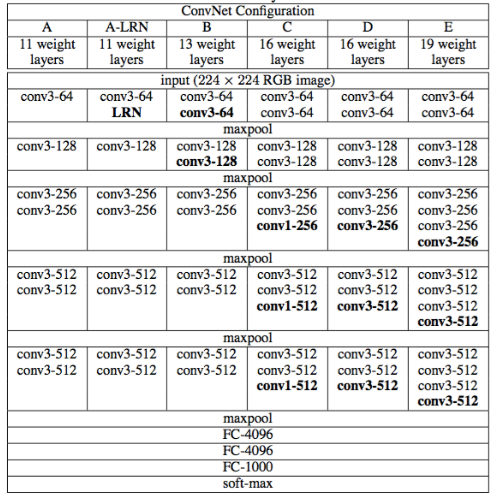 ConvNet Configuration
A A-LRN B C D E
11 weight 11 weight 13 weight 16 weight 16 weight 19 weight
layers layers layers layers layers layers
input (224 × 224 RGB image)
conv3-64 conv3-64 conv3-64 conv3-64 conv3-64 conv3-64
LRN conv3-64 conv3-64 conv3-64 conv3-64
maxpool
conv3-128 conv3-128 conv3-128 conv3-128 conv3-128 conv3-128
conv3-128 conv3-128 conv3-128 conv3-128
maxpool
conv3-256 conv3-256 conv3-256 conv3-256 conv3-256 conv3-256
conv3-256 conv3-256 conv3-256 conv3-256 conv3-256 conv3-256
conv1-256 conv3-256 conv3-256
conv3-256
maxpool
conv3-512 conv3-512 conv3-512 conv3-512 conv3-512 conv3-512
conv3-512 conv3-512 conv3-512 conv3-512 conv3-512 conv3-512
conv1-512 conv3-512 conv3-512
conv3-512
maxpool
conv3-512 conv3-512 conv3-512 conv3-512 conv3-512 conv3-512
conv3-512 conv3-512 conv3-512 conv3-512 conv3-512 conv3-512
conv1-512 conv3-512 conv3-512
conv3-512
maxpool
FC-4096
FC-4096
FC-1000
soft-max